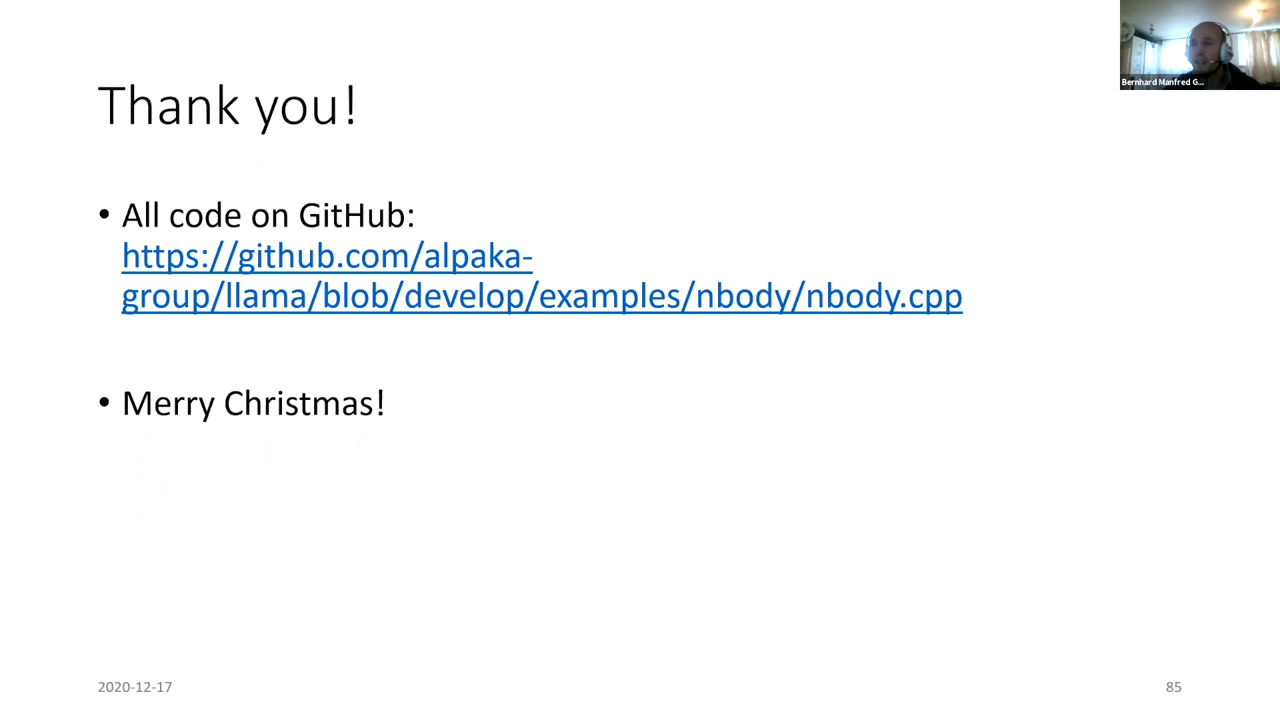 Bernhard Manfred G...
Thank you!
• All code on GitHub:
https://github.com/alpaka-
group/llama/blob/develop/examples/nbody/nbody.cpp
• Merry Christmas!
2020-12-17
85